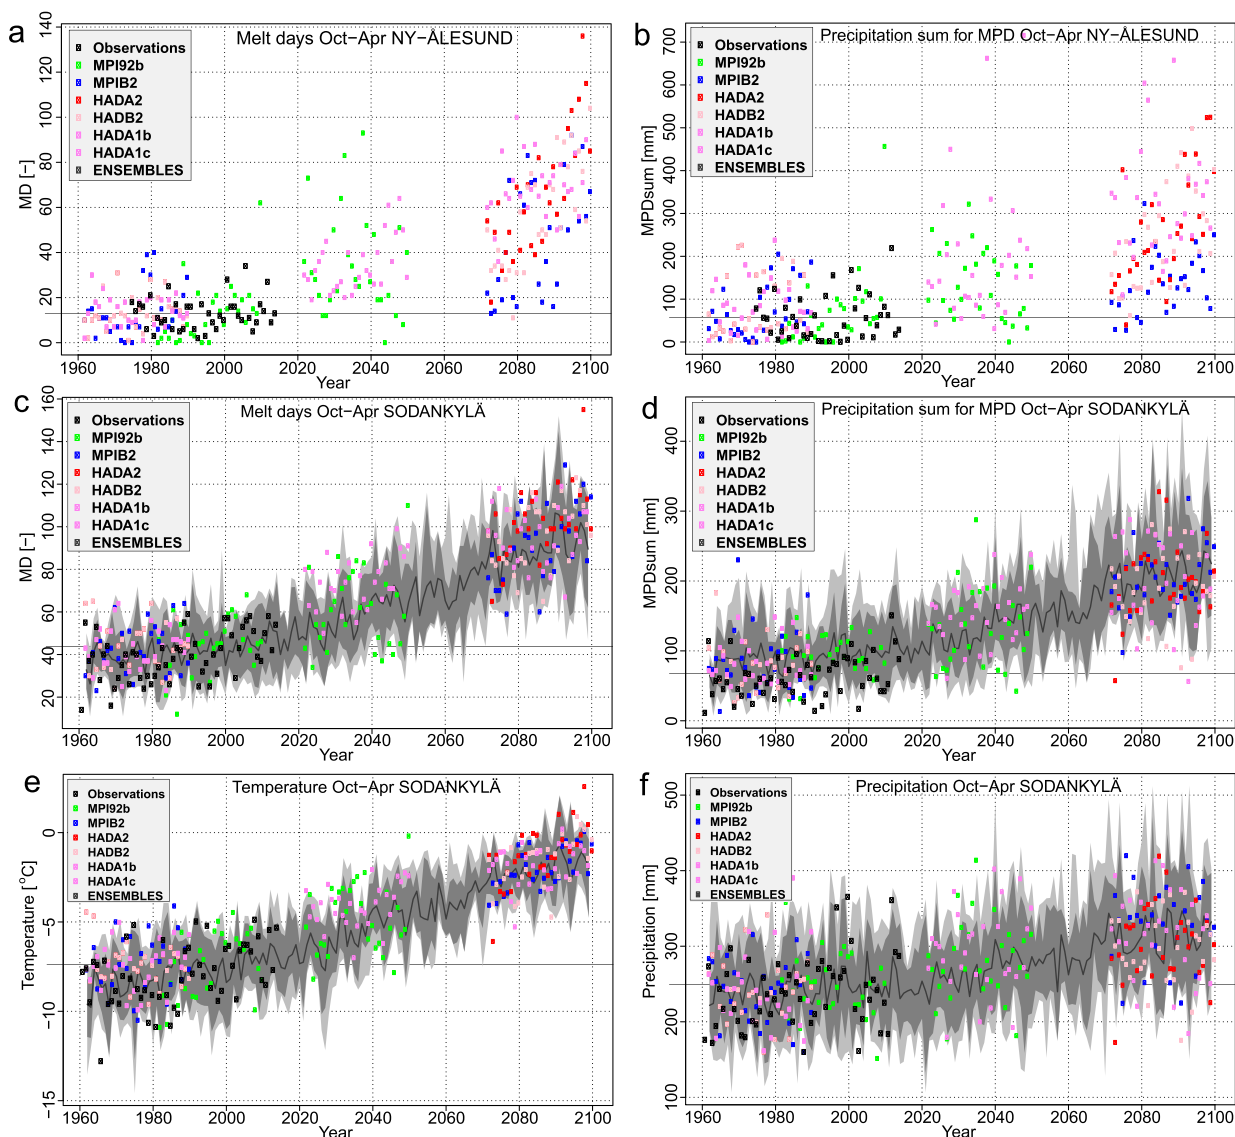 a
Melt days Oct−Apr NY−ÅLESUND
MD [−]
140
120
100
80
60
40
20
0
Observations
MPI92b
MPIB2
HADA2
HADB2
HADA1b
HADA1c
ENSEMBLES
1960 1980 2000 2020 2040 2060 2080 2100
Year
b
Precipitation sum for MPD Oct−Apr NY−ÅLESUND
MPDsum [mm]
700
600
500
400
300
200
100
0
Observations
MPI92b
MPIB2
HADA2
HADB2
HADA1b
HADA1c
ENSEMBLES
1960 1980 2000 2020 2040 2060 2080 2100
Year
c
Melt days Oct−Apr SODANKYLÄ
MD [−]
160
140
120
100
80
60
40
20
Observations
MPI92b
MPIB2
HADA2
HADB2
HADA1b
HADA1c
ENSEMBLES
1960 1980 2000 2020 2040 2060 2080 2100
Year
d
Precipitation sum for MPD Oct−Apr SODANKYLÄ
MPDsum [mm]
400
300
200
100
0
Observations
MPI92b
MPIB2
HADA2
HADB2
HADA1b
HADA1c
ENSEMBLES
1960 1980 2000 2020 2040 2060 2080 2100
Year
e
Temperature Oct−Apr SODANKYLÄ
Temperature [°C]
0
−5
−10
−15
Observations
MPI92b
MPIB2
HADA2
HADB2
HADA1b
HADA1c
ENSEMBLES
1960 1980 2000 2020 2040 2060 2080 2100
Year
f
Precipitation Oct−Apr SODANKYLÄ
Precipitation [mm]
500
400
300
200
100
Observations
MPI92b
MPIB2
HADA2
HADB2
HADA1b
HADA1c
ENSEMBLES
1960 1980 2000 2020 2040 2060 2080 2100
Year